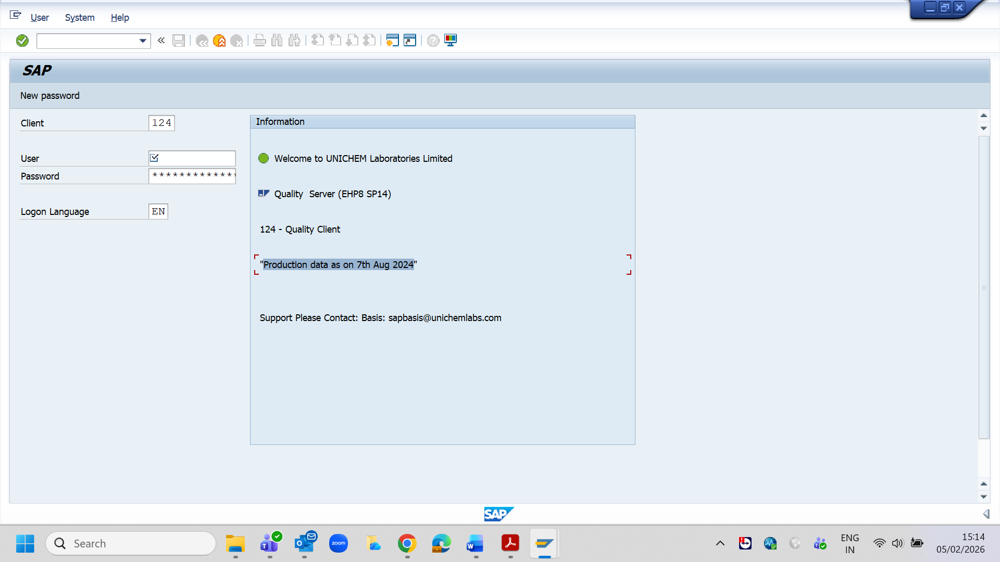 User System Help
SAP
New password
Client 124
Information
User
Welcome to UNICHEM Laboratories Limited
Password *************
Quality  Server (EHP8 SP14)
Logon Language EN
124 - Quality Client
"Production data as on 7th Aug 2024"
Support Please Contact: Basis: sapbasis@unichemlabs.com
SAP
Search
zoom
ENG
IN
15:14
05/02/2026